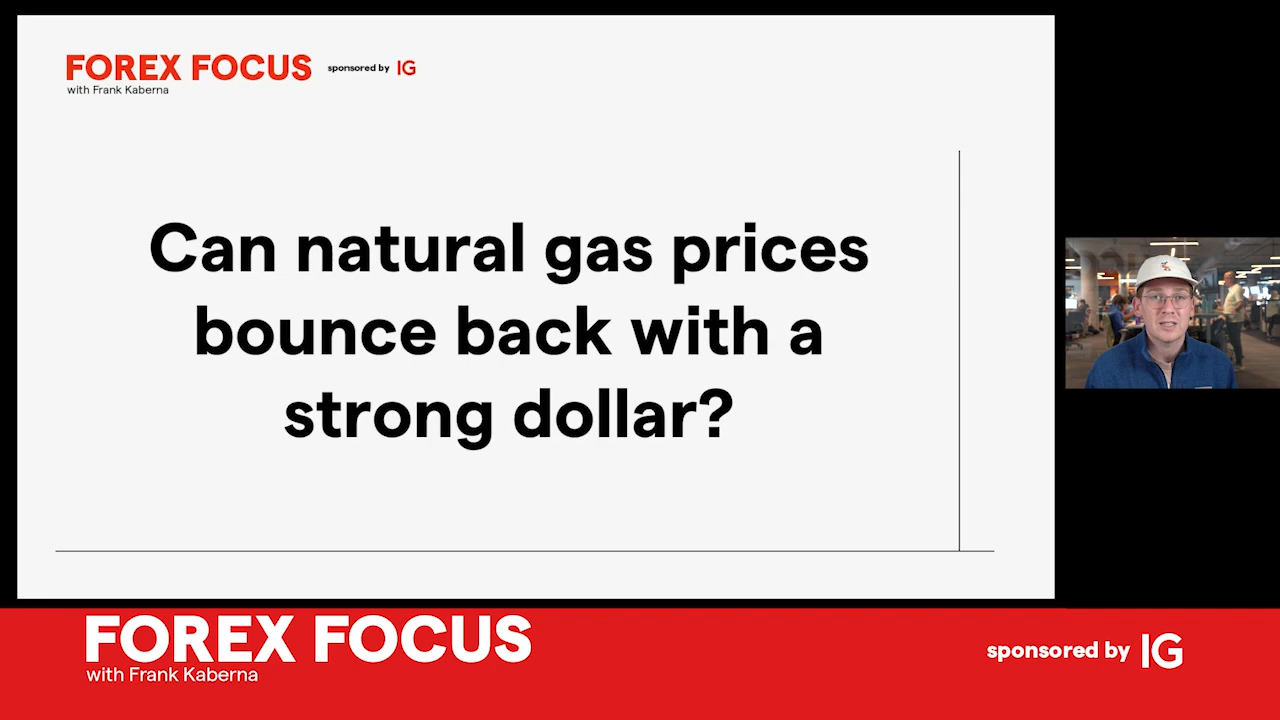 FOREX FOCUS sponsored by IG
with Frank Kaberna
Can natural gas prices
bounce back with a
strong dollar?
FOREX FOCUS
with Frank Kaberna
sponsored by IG